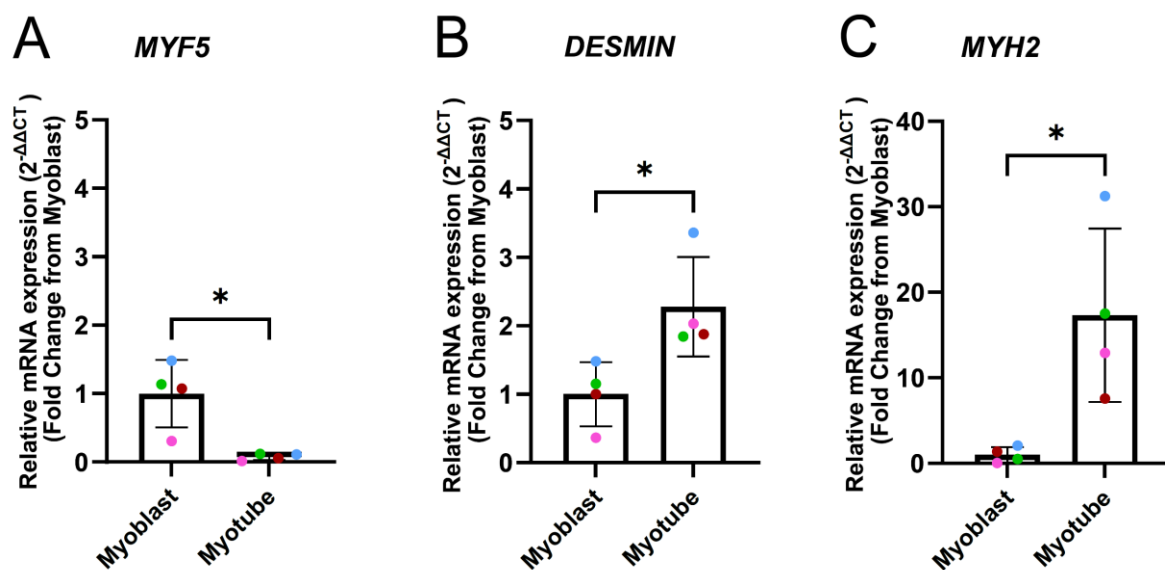 A
MYF5
Relative mRNA expression (2^-ΔΔCT)
(Fold Change from Myoblast)
5
4
3
2
1
0
*
Myoblast
Myotube
B
DESMIN
Relative mRNA expression (2^-ΔΔCT)
(Fold Change from Myoblast)
5
4
3
2
1
0
*
Myoblast
Myotube
C
MYH2
Relative mRNA expression (2^-ΔΔCT)
(Fold Change from Myoblast)
40
30
20
10
0
*
Myoblast
Myotube